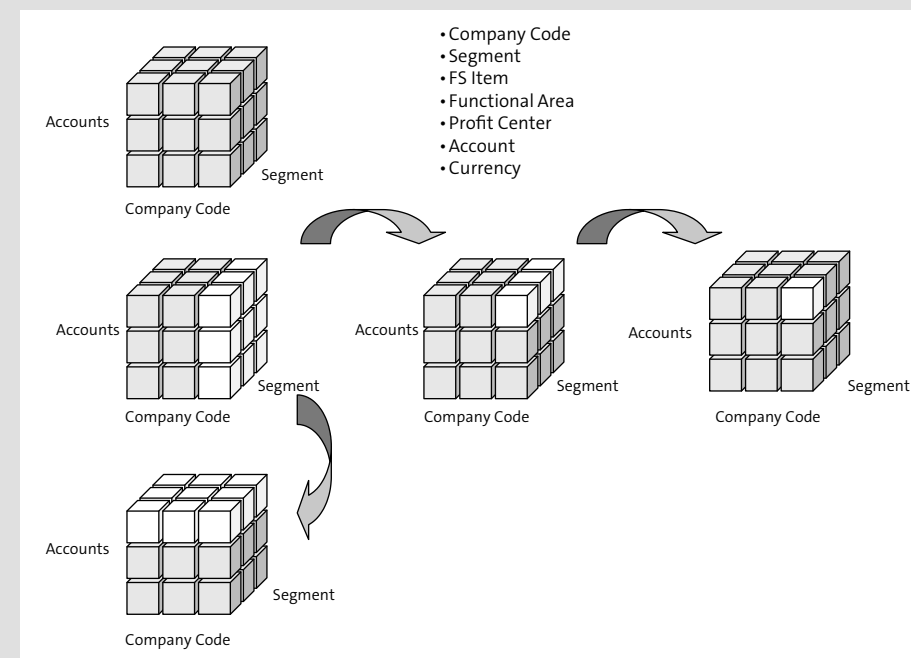 • Company Code
• Segment
• FS Item
• Functional Area
• Profit Center
• Account
• Currency
Accounts
Segment
Company Code
Accounts
Segment
Company Code
Accounts
Segment
Company Code
Accounts
Segment
Company Code
Accounts
Segment
Company Code